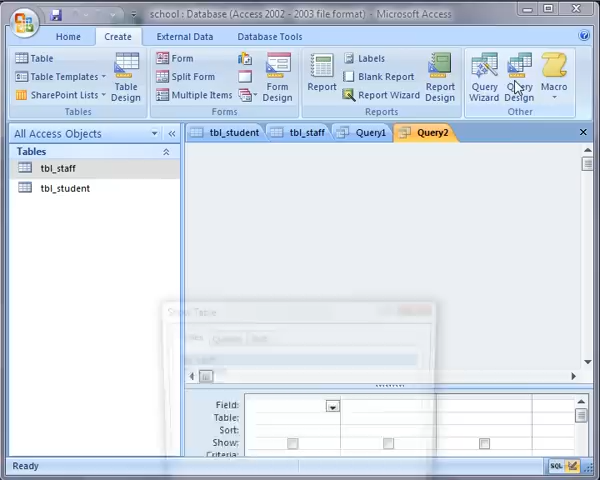 school : Database (Access 2002 - 2003 file format) - Microsoft Access
Home Create External Data Database Tools
Table
Table Templates
SharePoint Lists
Table Design
Tables
Form
Split Form
Multiple Items
Form Design
Forms
Report
Labels
Blank Report
Report Wizard
Report Design
Reports
Query Wizard
Query Design
Macro
Other
All Access Objects
Tables
tbl_staff
tbl_student
tbl_student tbl_staff Query1 Query2
Show Table
Field:
Table:
Sort:
Show:
Criteria:
Ready
SQL